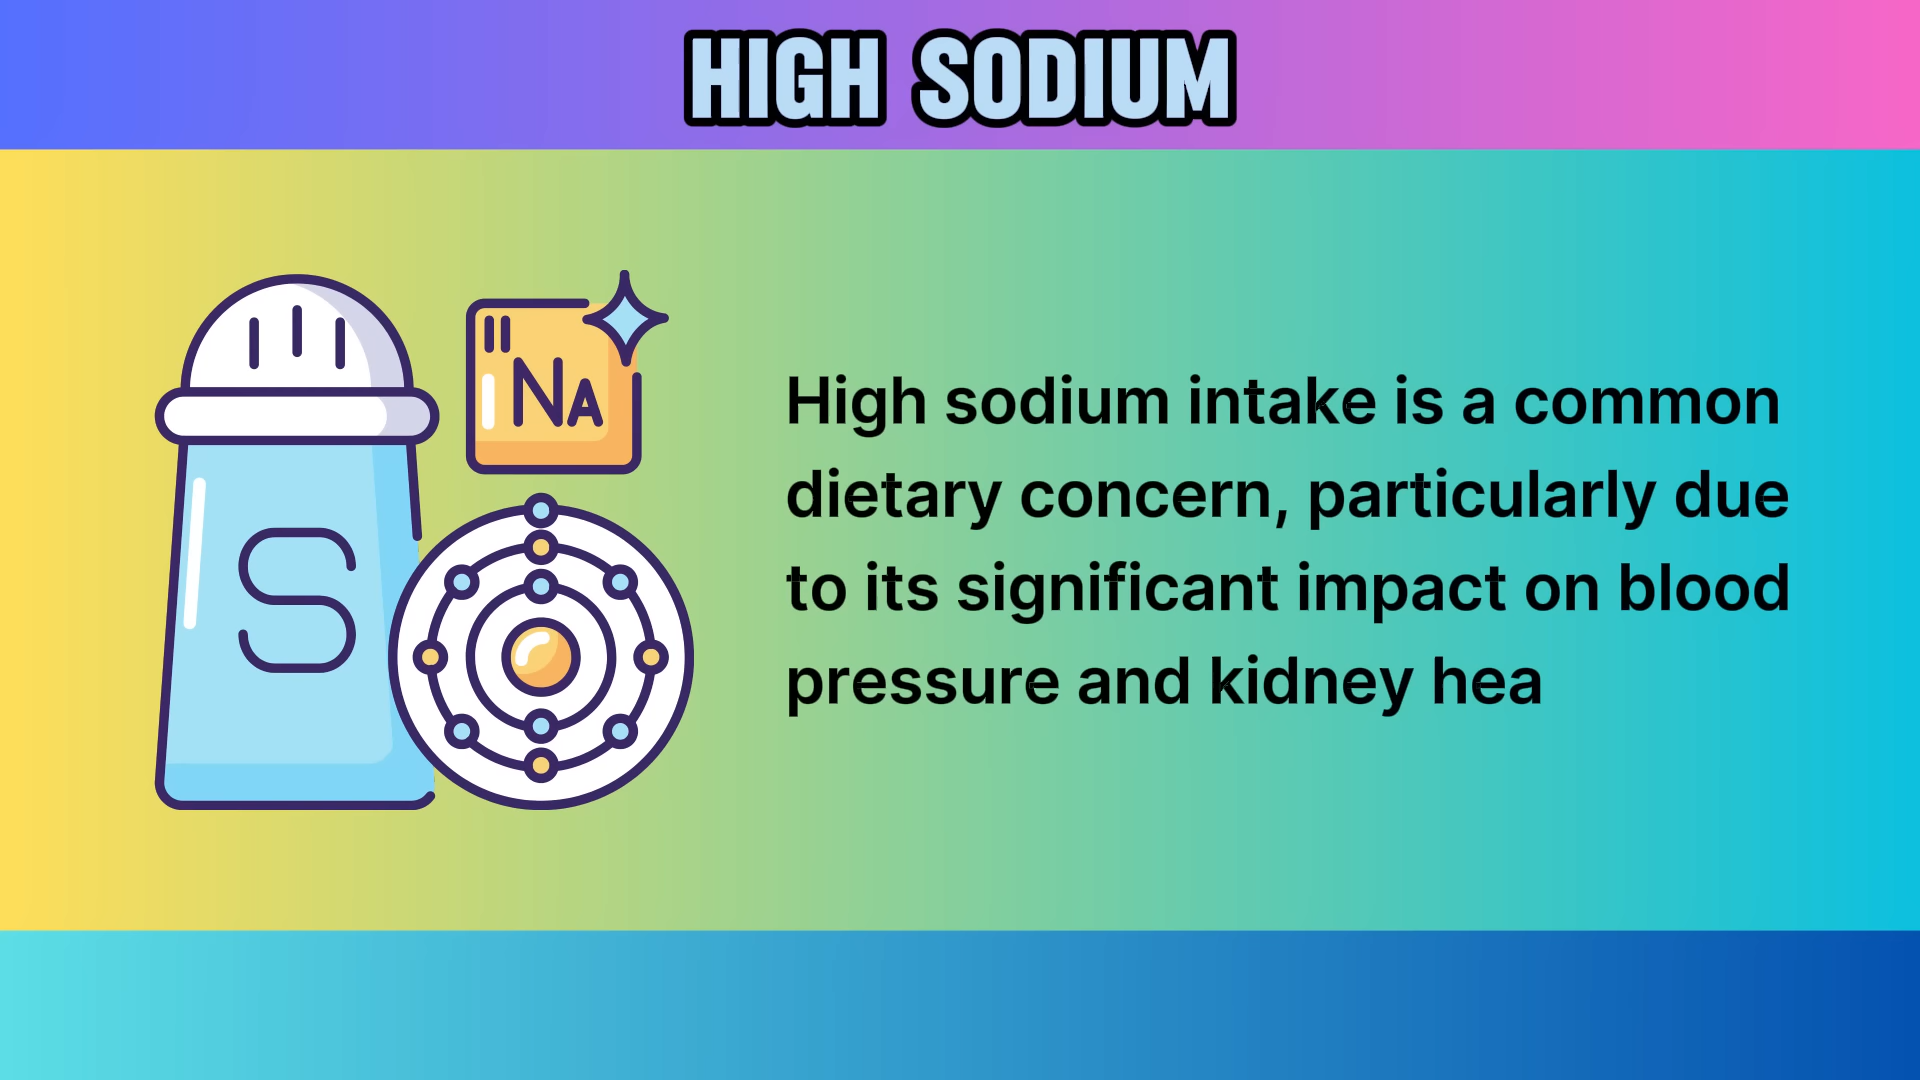 HIGH SODIUM
11
NA
S
High sodium intake is a common
dietary concern, particularly due
to its significant impact on blood
pressure and kidney hea